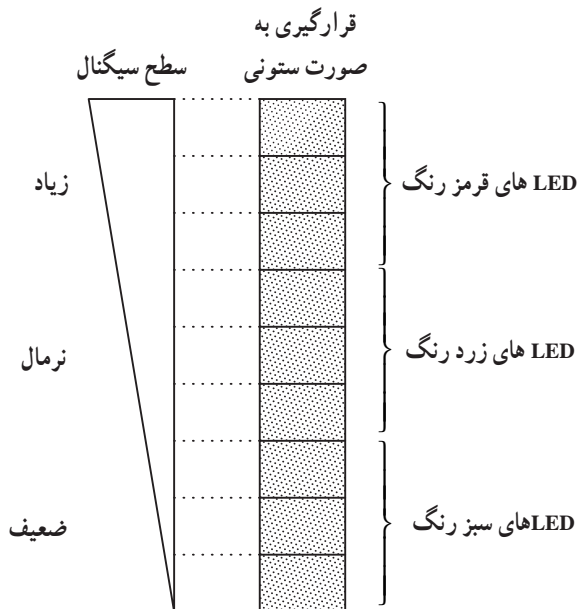 قرارگیری به
صورت ستونی
سطح سیگنال
LED های قرمز رنگ
زیاد
LED های زرد رنگ
نرمال
LEDهای سبز رنگ
ضعیف